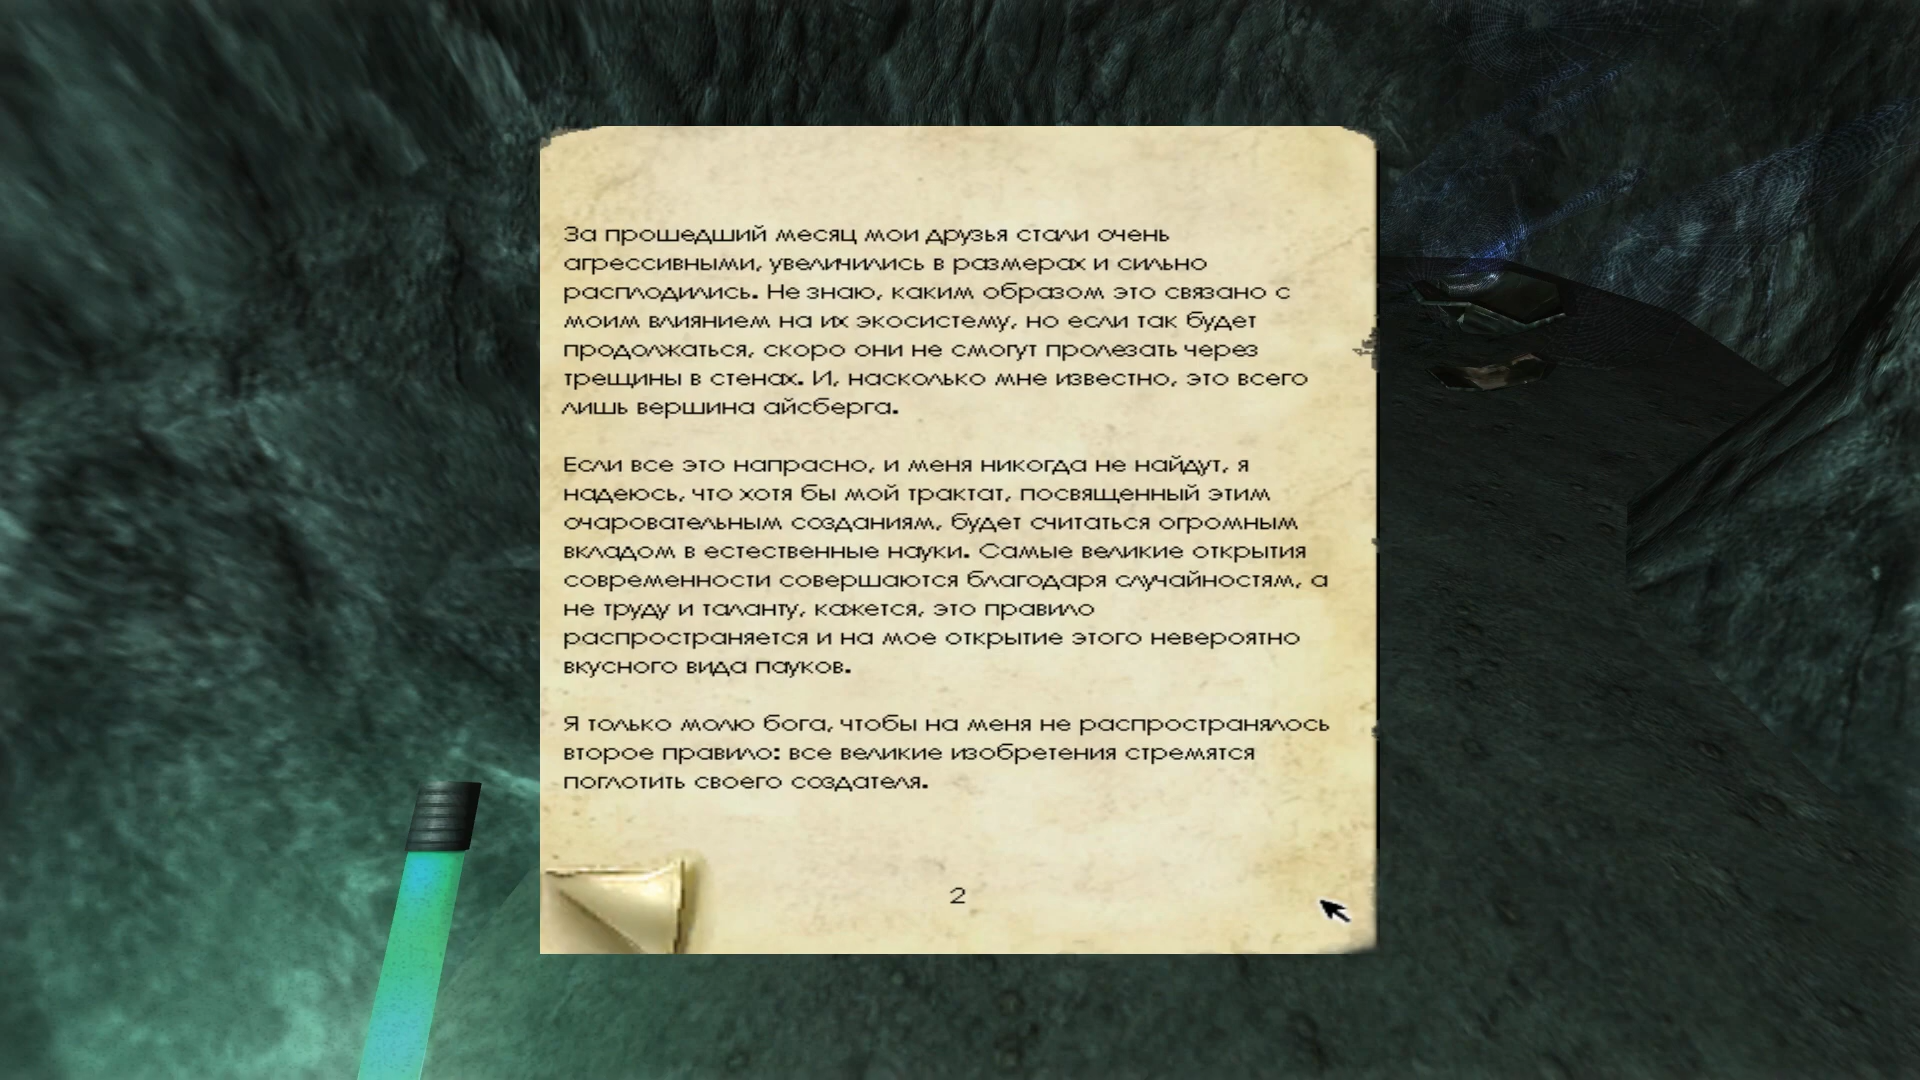 За прошедший месяц мои друзья стали очень
агрессивными, увеличились в размерах и сильно
расплодились. Не знаю, каким образом это связано с
моим влиянием на их экосистему, но если так будет
продолжаться, скоро они не смогут пролезать через
трещины в стенах. И, насколько мне известно, это всего
лишь вершина айсберга.
Если все это напрасно, и меня никогда не найдут, я
надеюсь, что хотя бы мой трактат, посвященный этим
очаровательным созданиям, будет считаться огромным
вкладом в естественные науки. Самые великие открытия
современности совершаются благодаря случайностям, а
не труду и таланту, кажется, это правило
распространяется и на мое открытие этого невероятно
вкусного вида пауков.
Я только молю бога, чтобы на меня не распространялось
второе правило: все великие изобретения стремятся
поглотить своего создателя.
2